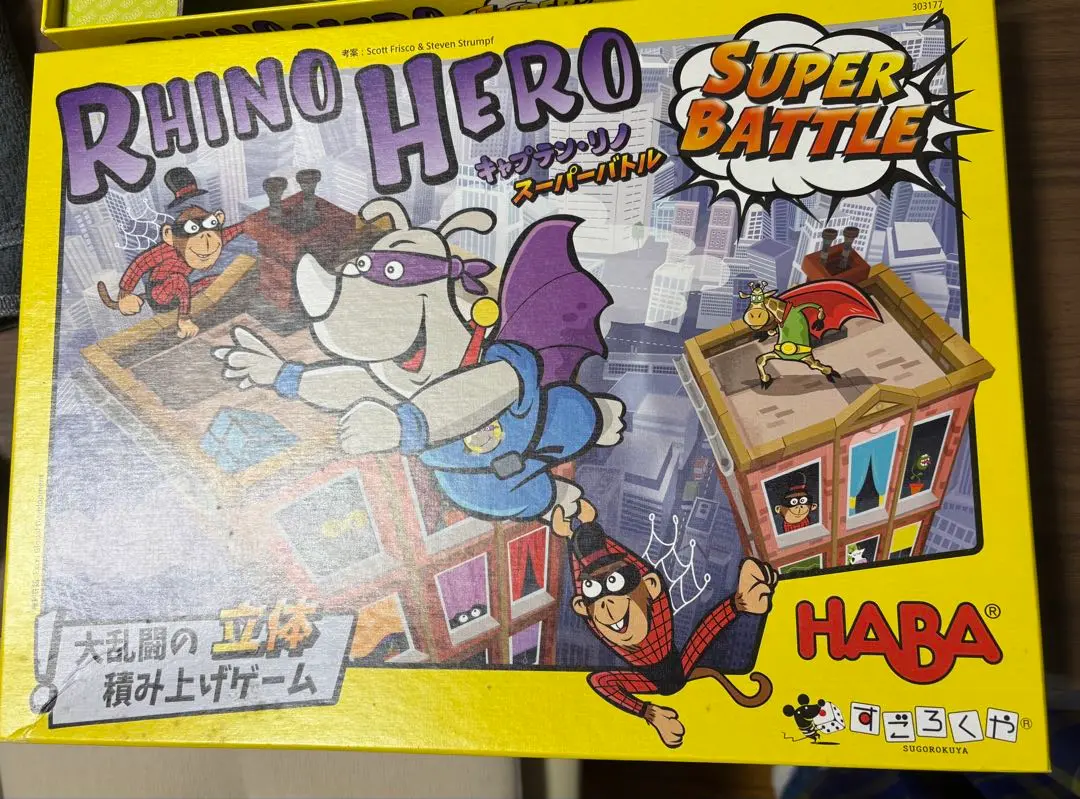 303177
考案：Scott Frisco & Steven Strumpf
RHINO HERO
SUPER
BATTLE
キャプテン・リノ
スーパーバトル
大乱闘の 立体
積み上げゲーム
HABA®
すごろくや®
SUGOROKUYA